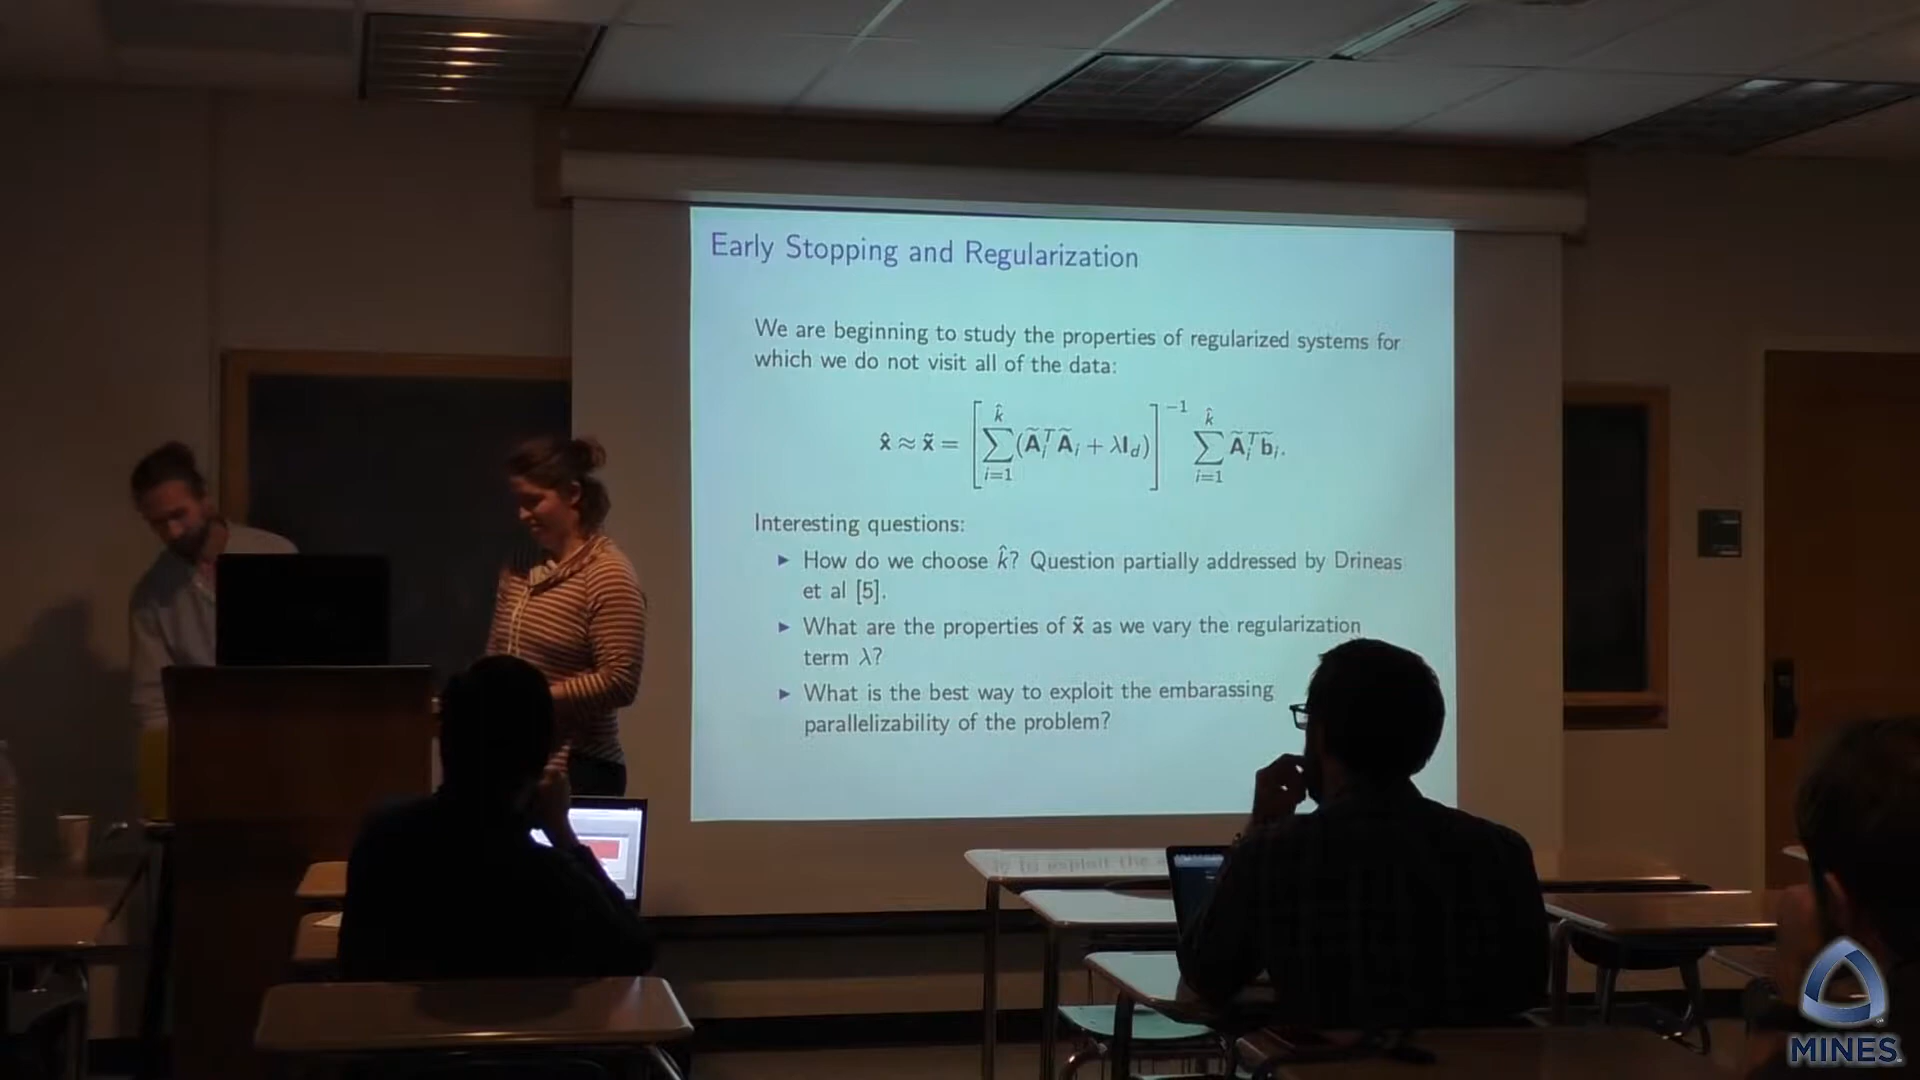 Early Stopping and Regularization
We are beginning to study the properties of regularized systems for
which we do not visit all of the data:
x̂ ≈ x̃ = [∑_{i=1}^{k̂} (Ã_i^T Ã_i + λI_d)]^{-1} ∑_{i=1}^{k̂} Ã_i^T b̃_i.
Interesting questions:
▶ How do we choose k̂? Question partially addressed by Drineas
et al [5].
▶ What are the properties of x̃ as we vary the regularization
term λ?
▶ What is the best way to exploit the embarassing
parallelizability of the problem?
to exploit the
MINES